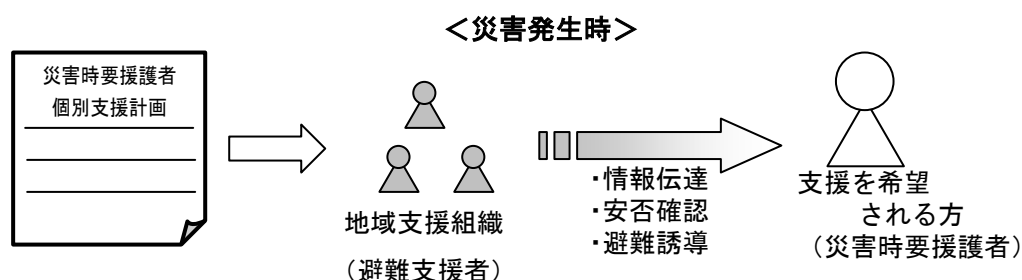 ＜災害発生時＞
災害時要援護者
個別支援計画
地域支援組織
（避難支援者）
・情報伝達
・安否確認
・避難誘導
支援を希望
される方
（災害時要援護者）